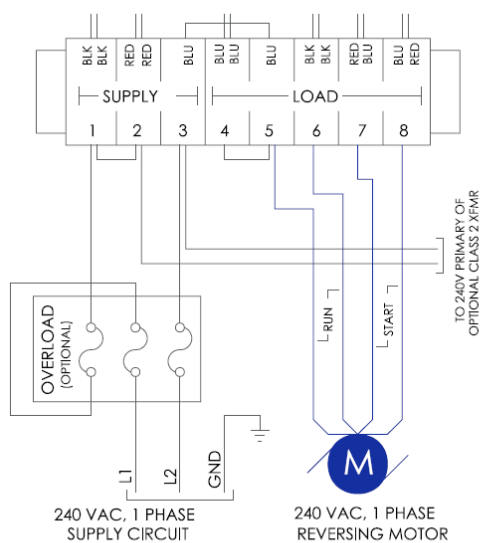 BLK BLK RED RED BLU BLU BLU BLU BLK BLK RED BLU BLU RED
SUPPLY LOAD
1 2 3 4 5 6 7 8
TO 240V PRIMARY OF
OPTIONAL CLASS 2 XFMR
RUN
START
OVERLOAD
(OPTIONAL)
L1
L2
GND
M
240 VAC, 1 PHASE
SUPPLY CIRCUIT
240 VAC, 1 PHASE
REVERSING MOTOR